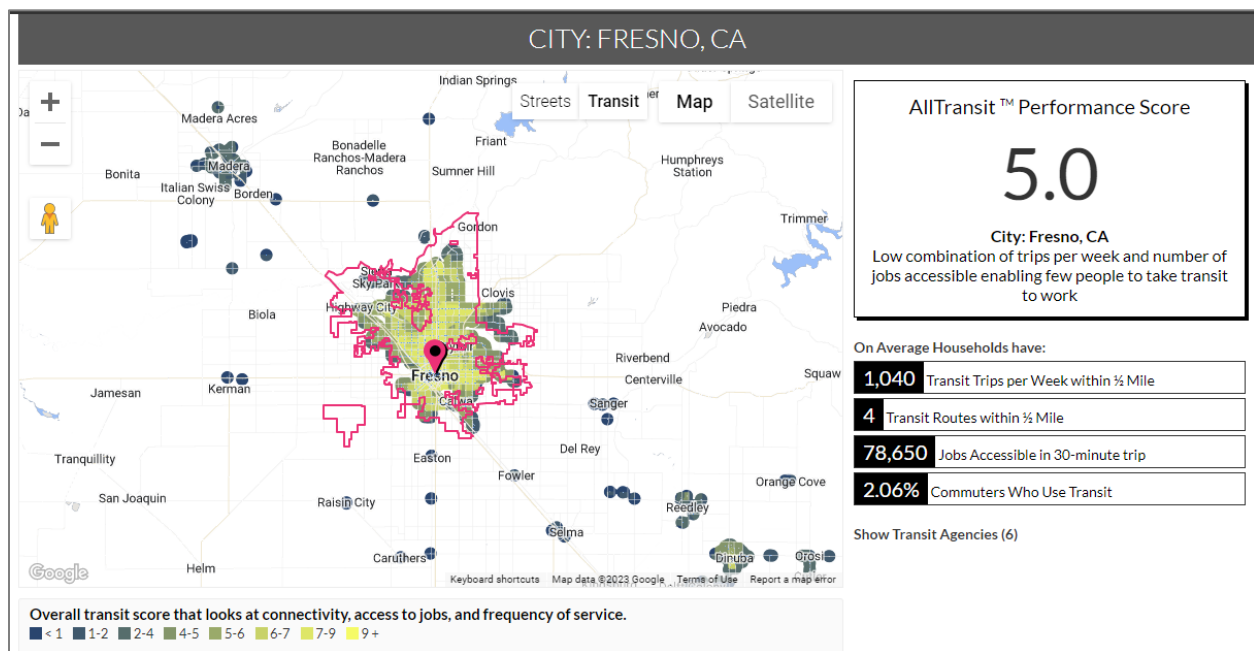 CITY: FRESNO, CA
Indian Springs
Streets
Transit
Map
Satellite
Madera Acres
Friant
Bonadelle
Ranchos-Madera
Ranchos
Humphreys
Station
Madera
Bonita
Sumner Hill
Italian Swiss
Colony
Borden
Trimmer
Gordon
Sky Par
Clovis
Highway City
Biola
Piedra
Avocado
Riverbend
Fresno
Centerville
Squaw
Kerman
Jamesan
Calwa
Sanger
Del Rey
Easton
Tranquillity
Fowler
Orange Cove
San Joaquin
Raisin City
Reedley
Selma
Caruthers
Dinuba
Orosi
Helm
Google
Keyboard shortcuts
Map data ©2023 Google
Terms of Use
Report a map error
Overall transit score that looks at connectivity, access to jobs, and frequency of service.
< 1 1-2 2-4 4-5 5-6 6-7 7-9 9 +
AllTransit ™ Performance Score
5.0
City: Fresno, CA
Low combination of trips per week and number of
jobs accessible enabling few people to take transit
to work
On Average Households have:
1,040 Transit Trips per Week within ½ Mile
4 Transit Routes within ½ Mile
78,650 Jobs Accessible in 30-minute trip
2.06% Commuters Who Use Transit
Show Transit Agencies (6)